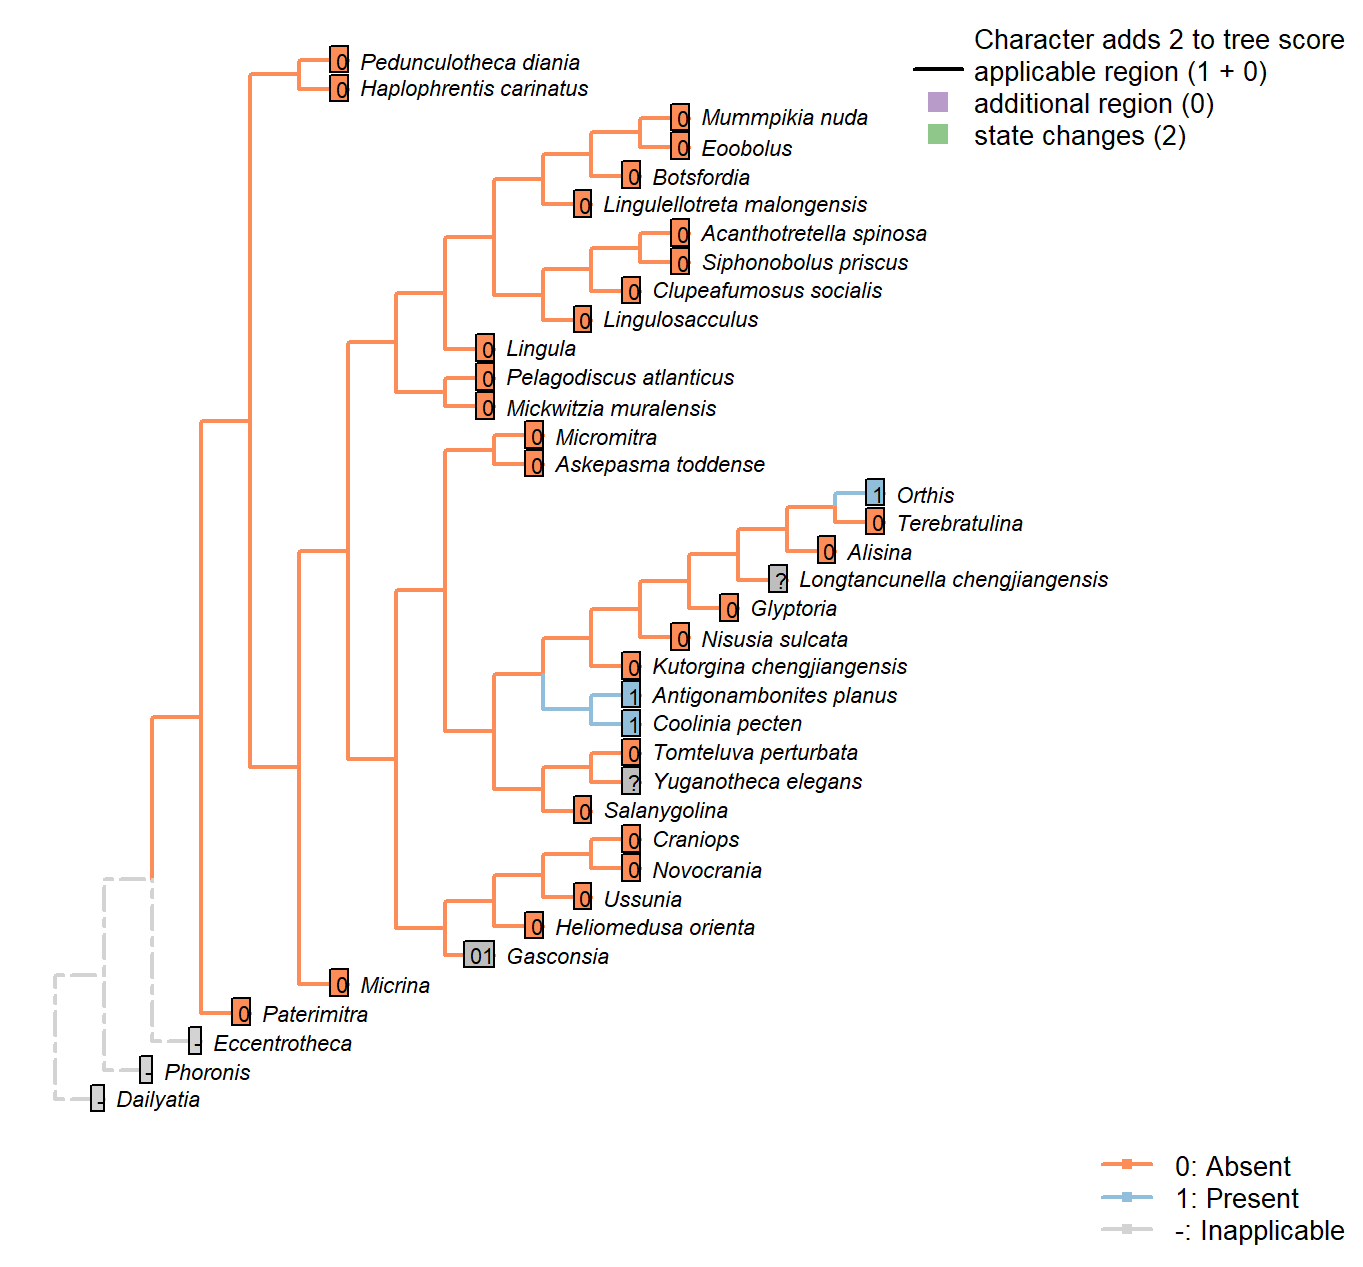 Character adds 2 to tree score
applicable region (1 + 0)
additional region (0)
state changes (2)
0 Pedunculotheca diania
0 Haplophrentis carinatus
0 Mummpikia nuda
0 Eoobolus
0 Botsfordia
0 Lingulellotreta malongensis
0 Acanthotretella spinosa
0 Siphonobolus priscus
0 Clupeafumosus socialis
0 Lingulosacculus
0 Lingula
0 Pelagodiscus atlanticus
0 Mickwitzia muralensis
0 Micromitra
0 Askepasma toddense
1 Orthis
0 Terebratulina
0 Alisina
? Longtancunella chengjiangensis
0 Glyptoria
0 Nisusia sulcata
0 Kutorgina chengjiangensis
1 Antigonambonites planus
1 Coolinia pecten
0 Tomteluva perturbata
? Yuganotheca elegans
0 Salanygolina
0 Craniops
0 Novocrania
0 Ussunia
0 Heliomedusa orienta
01 Gasconsia
0 Micrina
0 Paterimitra
- Eccentrotheca
- Phoronis
- Dailyatia
0: Absent
1: Present
-: Inapplicable